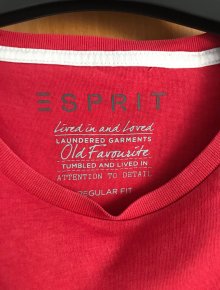 ESPRIT
Lived in and Loved
LAUNDERED GARMENTS
Old Favourite
TUMBLED AND LIVED IN
ATTENTION TO DETAIL
REGULAR FIT